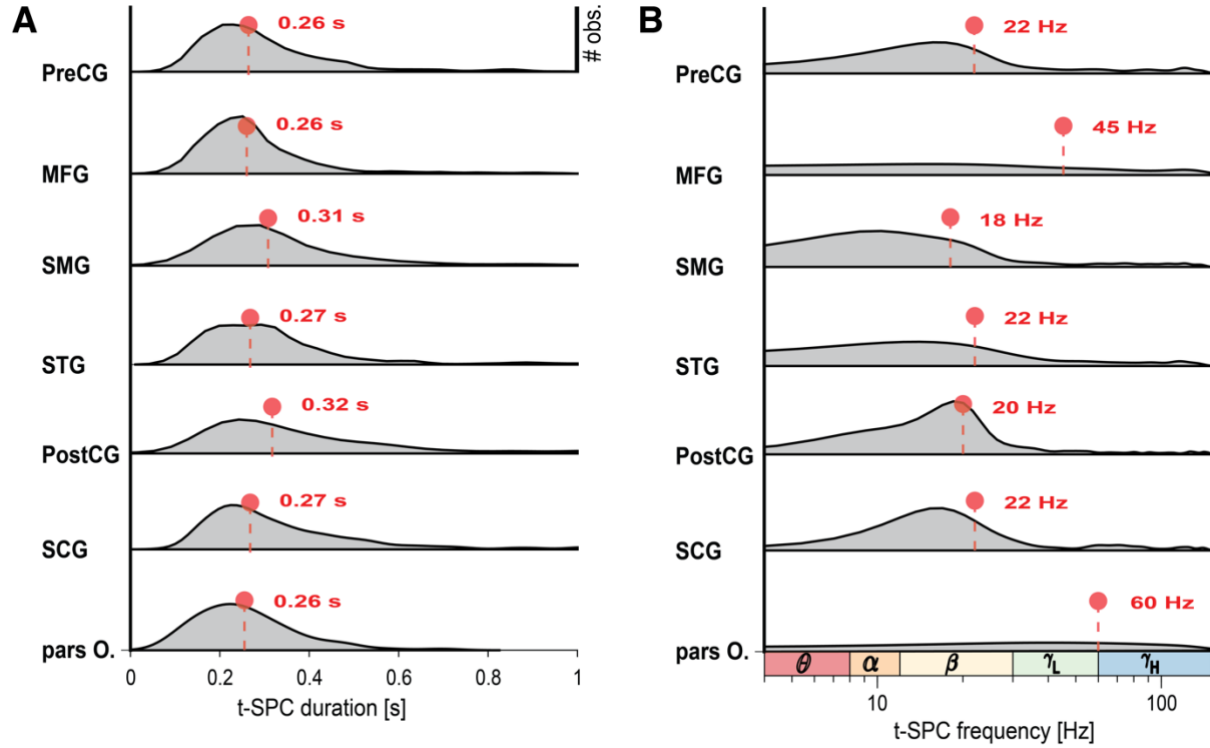 A
# obs.
0.26 s
PreCG
0.26 s
MFG
0.31 s
SMG
0.27 s
STG
0.32 s
PostCG
0.27 s
SCG
0.26 s
pars O.
0 0.2 0.4 0.6 0.8 1
t-SPC duration [s]
B
22 Hz
PreCG
45 Hz
MFG
18 Hz
SMG
22 Hz
STG
20 Hz
PostCG
22 Hz
SCG
60 Hz
pars O.
θ α β γL γH
10 100
t-SPC frequency [Hz]